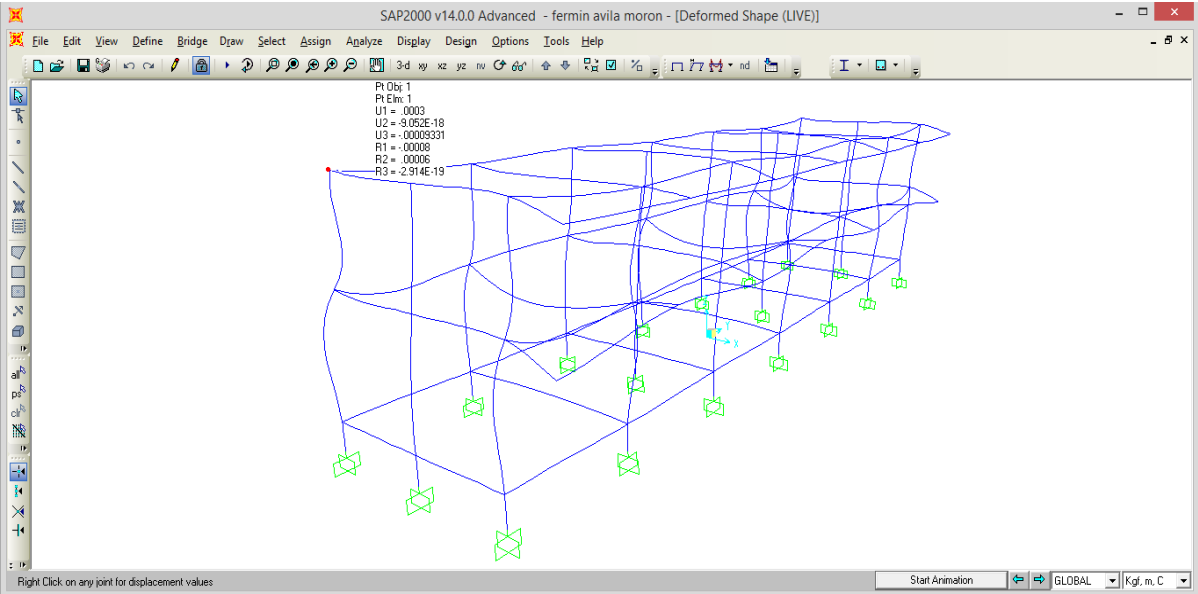 SAP2000 v14.0.0 Advanced - fermin avila moron - [Deformed Shape (LIVE)]
File Edit View Define Bridge Draw Select Assign Analyze Display Design Options Tools Help
3-d xy xz yz nv nd
Pt Obj: 1
Pt Elm: 1
U1 = .0003
U2 = -9.052E-18
U3 = -.00009331
R1 = -.00008
R2 = .00006
R3 = -2.914E-19
all
ps
clr
Y
X
Right Click on any joint for displacement values
Start Animation
GLOBAL
Kgf, m, C